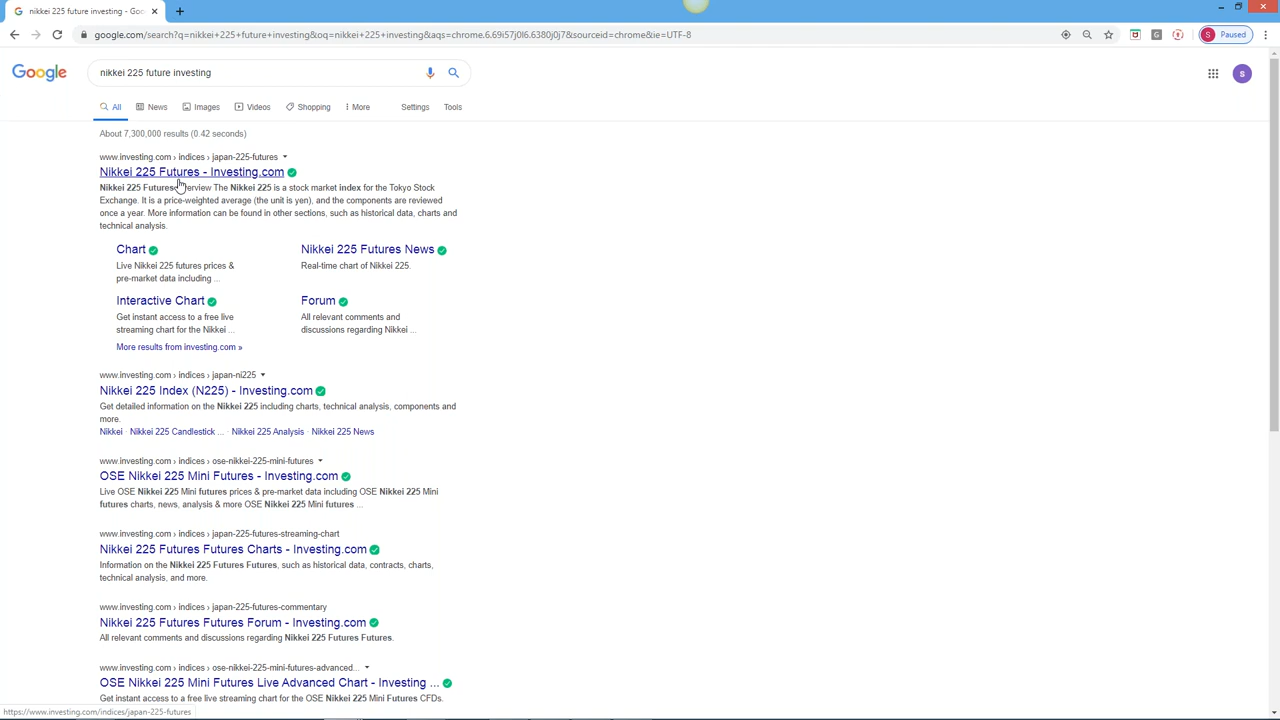 nikkei 225 future investing - Go
google.com/search?q=nikkei+225+future+investing&oq=nikkei+225+investing&aqs=chrome.6.69i57j0l6.6380j0j7&sourceid=chrome&ie=UTF-8
G
S Paused
Google
nikkei 225 future investing
S
All News Images Videos Shopping More Settings Tools
About 7,300,000 results (0.42 seconds)
www.investing.com › indices › japan-225-futures
Nikkei 225 Futures - Investing.com
Nikkei 225 Futures erview The Nikkei 225 is a stock market index for the Tokyo Stock
Exchange. It is a price-weighted average (the unit is yen), and the components are reviewed
once a year. More information can be found in other sections, such as historical data, charts and
technical analysis.
Chart
Live Nikkei 225 futures prices &
pre-market data including ...
Nikkei 225 Futures News
Real-time chart of Nikkei 225.
Interactive Chart
Get instant access to a free live
streaming chart for the Nikkei ...
Forum
All relevant comments and
discussions regarding Nikkei ...
More results from investing.com »
www.investing.com › indices › japan-ni225
Nikkei 225 Index (N225) - Investing.com
Get detailed information on the Nikkei 225 including charts, technical analysis, components and
more.
Nikkei · Nikkei 225 Candlestick ... · Nikkei 225 Analysis · Nikkei 225 News
www.investing.com › indices › ose-nikkei-225-mini-futures
OSE Nikkei 225 Mini Futures - Investing.com
Live OSE Nikkei 225 Mini futures prices & pre-market data including OSE Nikkei 225 Mini
futures charts, news, analysis & more OSE Nikkei 225 Mini futures ...
www.investing.com › indices › japan-225-futures-streaming-chart
Nikkei 225 Futures Futures Charts - Investing.com
Information on the Nikkei 225 Futures Futures, such as historical data, contracts, charts,
technical analysis, and more.
www.investing.com › indices › japan-225-futures-commentary
Nikkei 225 Futures Futures Forum - Investing.com
All relevant comments and discussions regarding Nikkei 225 Futures Futures.
www.investing.com › indices › ose-nikkei-225-mini-futures-advanced...
OSE Nikkei 225 Mini Futures Live Advanced Chart - Investing ...
Get instant access to a free live streaming chart for the OSE Nikkei 225 Mini Futures CFDs.
https://www.investing.com/indices/japan-225-futures